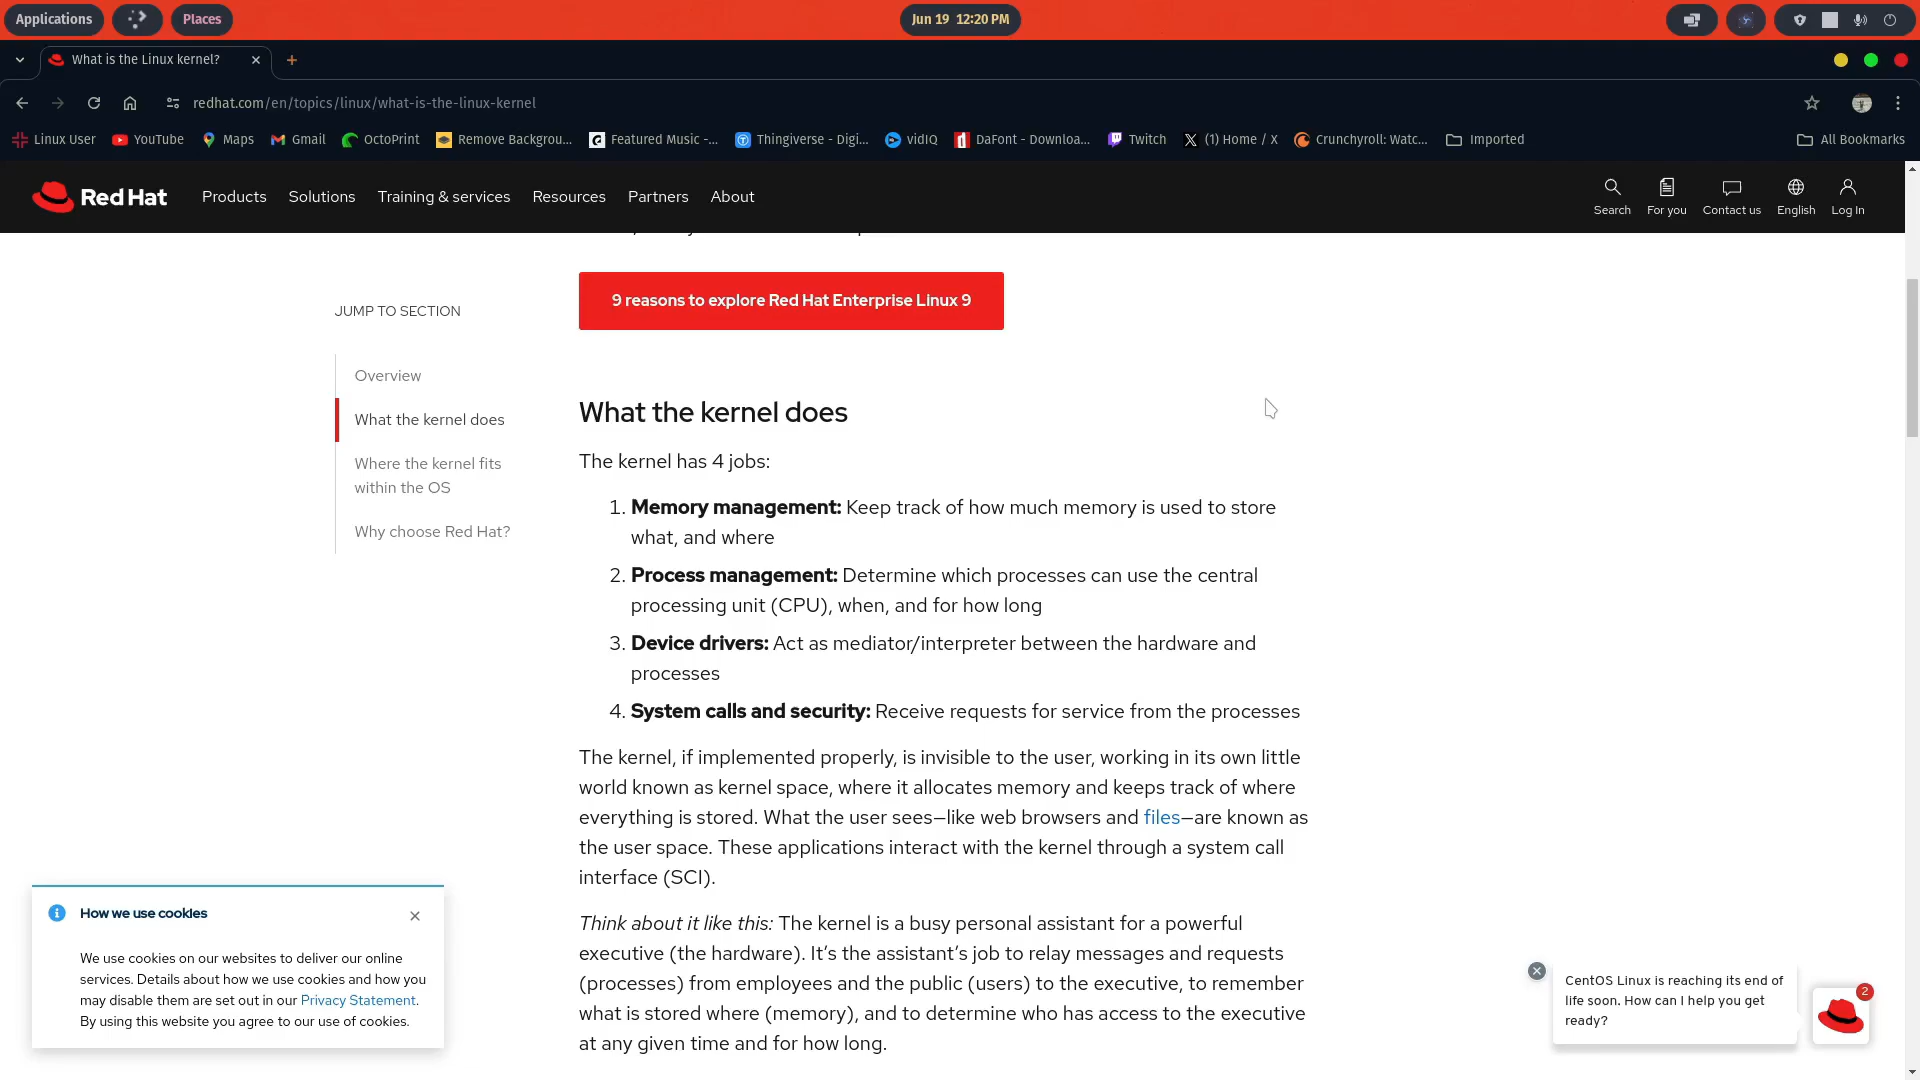 Applications
Places
Jun 19 12:20 PM
What is the Linux kernel?
redhat.com/en/topics/linux/what-is-the-linux-kernel
Linux User
YouTube
Maps
Gmail
OctoPrint
Remove Backgrou...
Featured Music -...
Thingiverse - Digi...
vidIQ
DaFont - Downloa...
Twitch
(1) Home / X
Crunchyroll: Watc...
Imported
All Bookmarks
Red Hat
Products
Solutions
Training & services
Resources
Partners
About
Search
For you
Contact us
English
Log In
9 reasons to explore Red Hat Enterprise Linux 9
JUMP TO SECTION
Overview
What the kernel does
Where the kernel fits
within the OS
Why choose Red Hat?
What the kernel does
The kernel has 4 jobs:
1. Memory management: Keep track of how much memory is used to store
what, and where
2. Process management: Determine which processes can use the central
processing unit (CPU), when, and for how long
3. Device drivers: Act as mediator/interpreter between the hardware and
processes
4. System calls and security: Receive requests for service from the processes
The kernel, if implemented properly, is invisible to the user, working in its own little
world known as kernel space, where it allocates memory and keeps track of where
everything is stored. What the user sees—like web browsers and files—are known as
the user space. These applications interact with the kernel through a system call
interface (SCI).
Think about it like this: The kernel is a busy personal assistant for a powerful
executive (the hardware). It’s the assistant’s job to relay messages and requests
(processes) from employees and the public (users) to the executive, to remember
what is stored where (memory), and to determine who has access to the executive
at any given time and for how long.
How we use cookies
We use cookies on our websites to deliver our online
services. Details about how we use cookies and how you
may disable them are set out in our Privacy Statement.
By using this website you agree to our use of cookies.
CentOS Linux is reaching its end of
life soon. How can I help you get
ready?
2